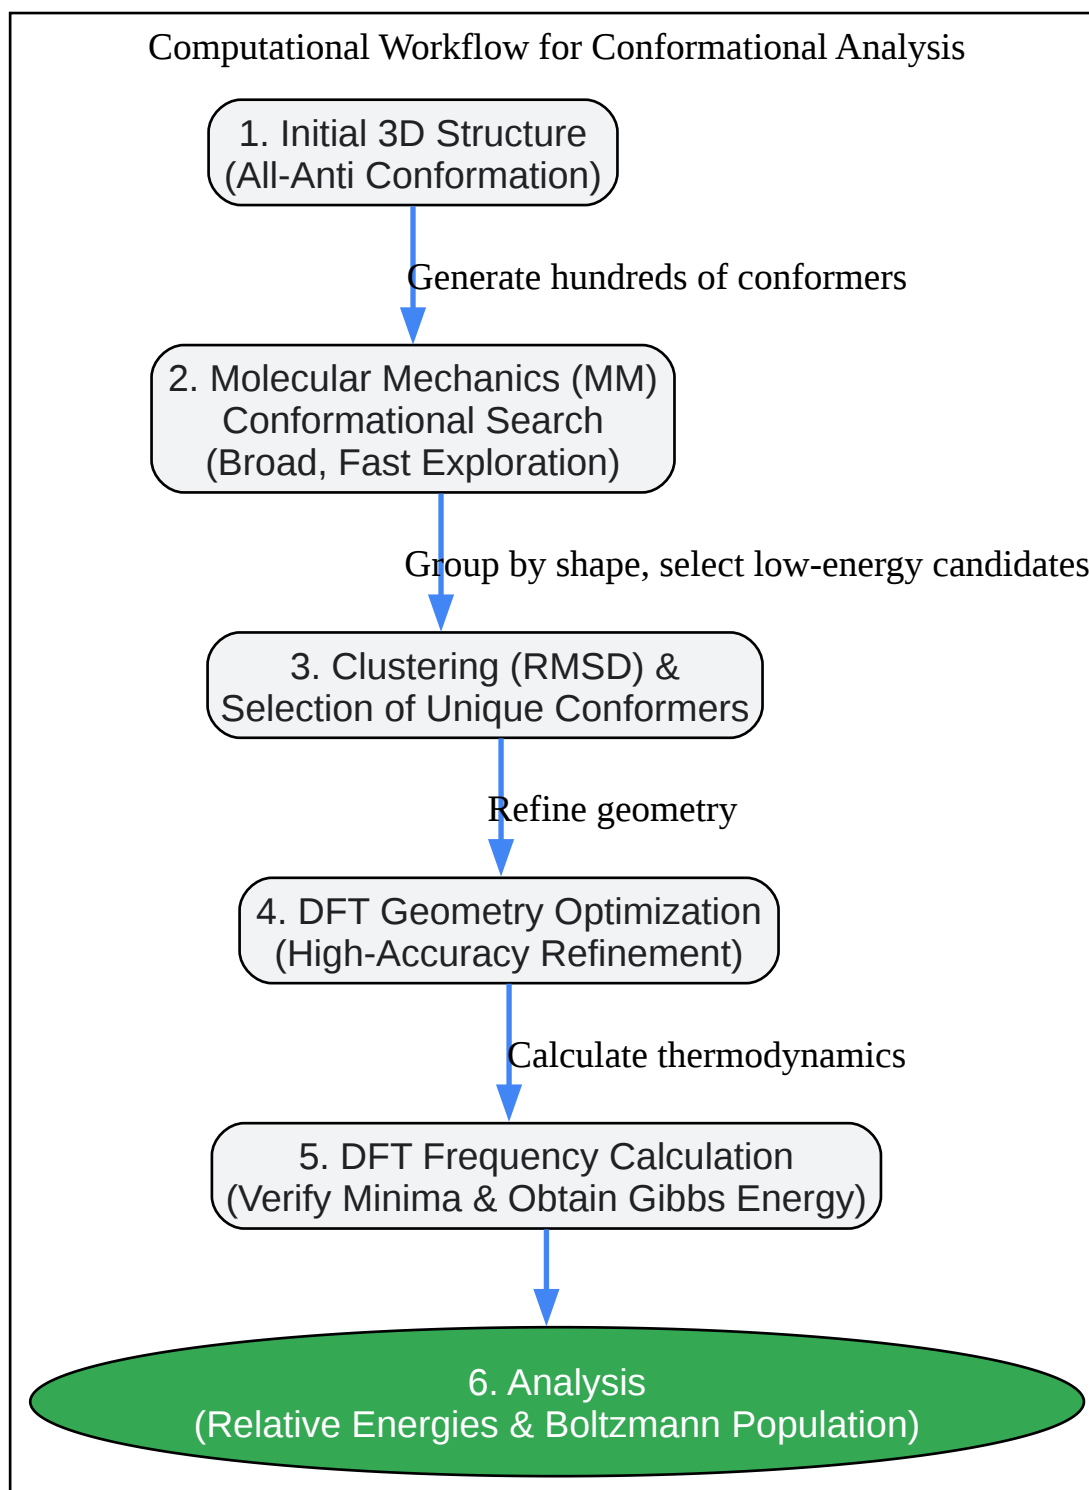 Computational Workflow for Conformational Analysis
1. Initial 3D Structure
(All-Anti Conformation)
Generate hundreds of conformers
2. Molecular Mechanics (MM)
Conformational Search
(Broad, Fast Exploration)
Group by shape, select low-energy candidates
3. Clustering (RMSD) &
Selection of Unique Conformers
Refine geometry
4. DFT Geometry Optimization
(High-Accuracy Refinement)
Calculate thermodynamics
5. DFT Frequency Calculation
(Verify Minima & Obtain Gibbs Energy)
6. Analysis
(Relative Energies & Boltzmann Population)